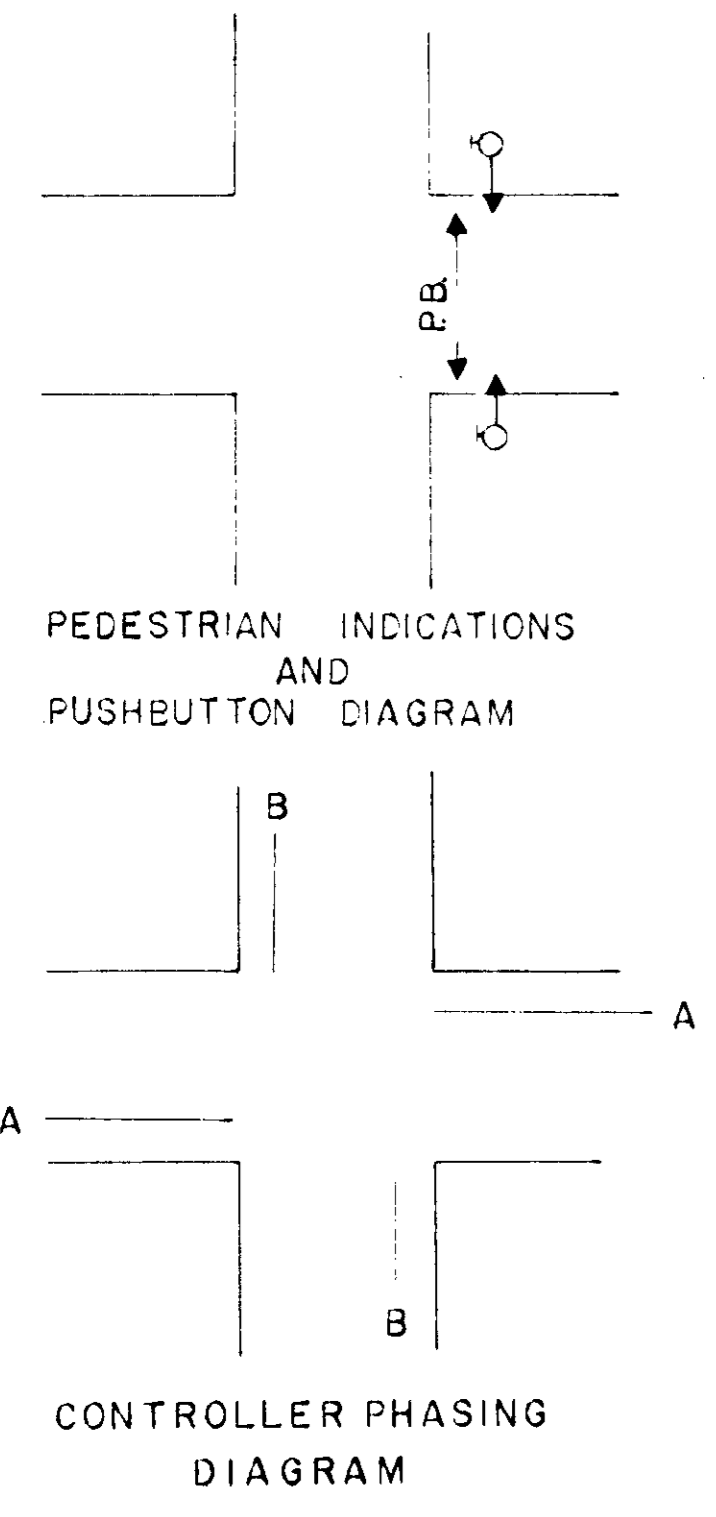 P.B.
PEDESTRIAN INDICATIONS
AND
PUSHBUTTON DIAGRAM
B
A
A
B
CONTROLLER PHASING
DIAGRAM